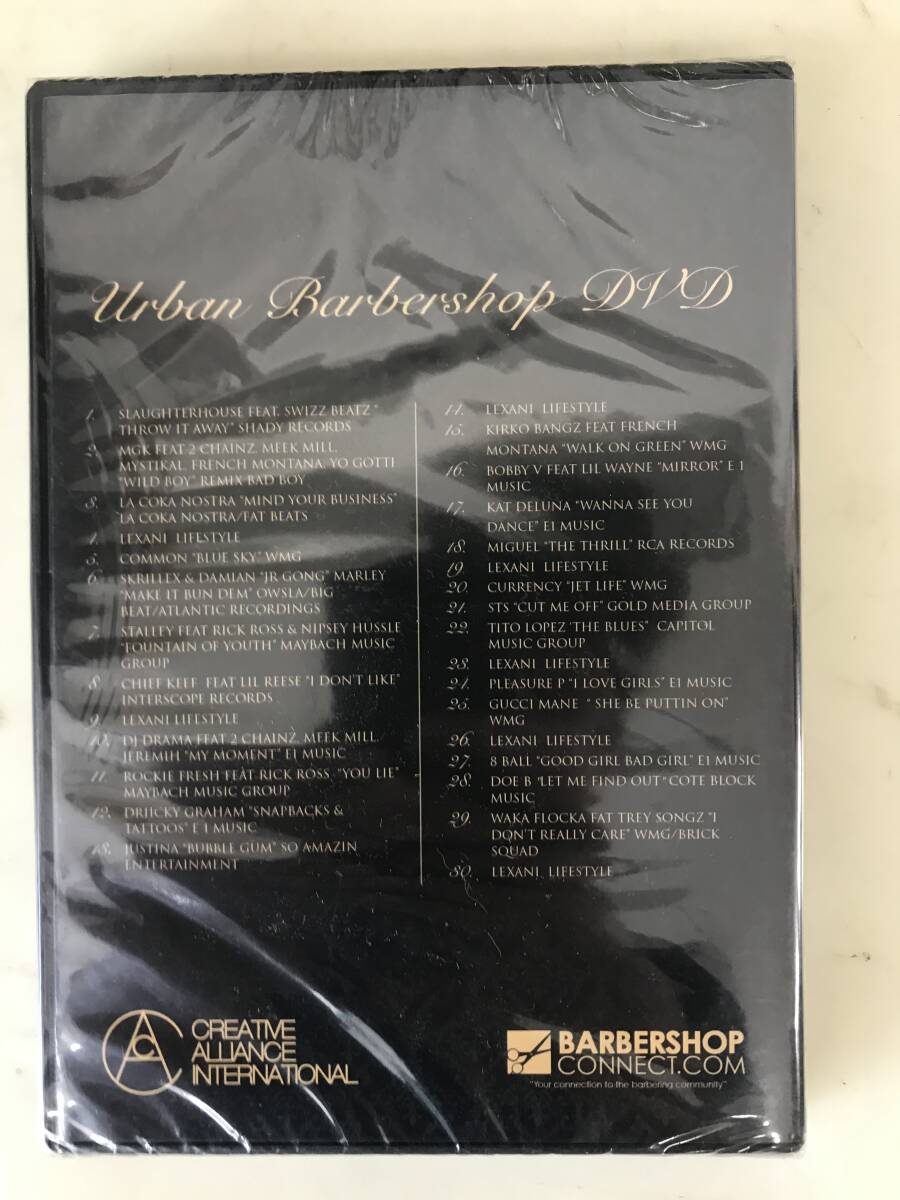 Urban Barbershop DVD
1. SLAUGHTERHOUSE FEAT. SWIZZ BEATZ "
THROW IT AWAY" SHADY RECORDS
2. MGK FEAT 2 CHAINZ, MEEK MILL,
MYSTIKAL, FRENCH MONTANA, YO GOTTI
"WILD BOY" REMIX BAD BOY
3. LA COKA NOSTRA "MIND YOUR BUSINESS"
LA COKA NOSTRA/FAT BEATS
4. LEXANI LIFESTYLE
5. COMMON "BLUE SKY" WMG
6. SKRILLEX & DAMIAN "JR GONG" MARLEY
"MAKE IT BUN DEM" OWSLA/BIG
BEAT/ATLANTIC RECORDINGS
7. STALLEY FEAT RICK ROSS & NIPSEY HUSSLE
"FOUNTAIN OF YOUTH" MAYBACH MUSIC
GROUP
8. CHIEF KEEF FEAT LIL REESE "I DON'T LIKE"
INTERSCOPE RECORDS
9. LEXANI LIFESTYLE
10. DJ DRAMA FEAT 2 CHAINZ, MEEK MILL,
JEREMIH "MY MOMENT" E1 MUSIC
11. ROCKIE FRESH FEAT RICK ROSS "YOU LIE"
MAYBACH MUSIC GROUP
12. DRIICKY GRAHAM "SNAPBACKS &
TATTOOS" E 1 MUSIC
13. JUSTINA "BUBBLE GUM" SO AMAZIN
ENTERTAINMENT
14. LEXANI LIFESTYLE
15. KIRKO BANGZ FEAT FRENCH
MONTANA "WALK ON GREEN" WMG
16. BOBBY V FEAT LIL WAYNE "MIRROR" E 1
MUSIC
17. KAT DELUNA "WANNA SEE YOU
DANCE" E1 MUSIC
18. MIGUEL "THE THRILL" RCA RECORDS
19. LEXANI LIFESTYLE
20. CURRENCY "JET LIFE" WMG
21. STS "CUT ME OFF" GOLD MEDIA GROUP
22. TITO LOPEZ 'THE BLUES" CAPITOL
MUSIC GROUP
23. LEXANI LIFESTYLE
24. PLEASURE P "I LOVE GIRLS" E1 MUSIC
25. GUCCI MANE " SHE BE PUTTIN ON"
WMG
26. LEXANI LIFESTYLE
27. 8 BALL "GOOD GIRL BAD GIRL" E1 MUSIC
28. DOE B "LET ME FIND OUT" COTE BLOCK
MUSIC
29. WAKA FLOCKA FAT TREY SONGZ "I
DON'T REALLY CARE" WMG/BRICK
SQUAD
30. LEXANI LIFESTYLE
CREATIVE
ALLIANCE
INTERNATIONAL
BARBERSHOP
CONNECT.COM
"Your connection to the barbering community"